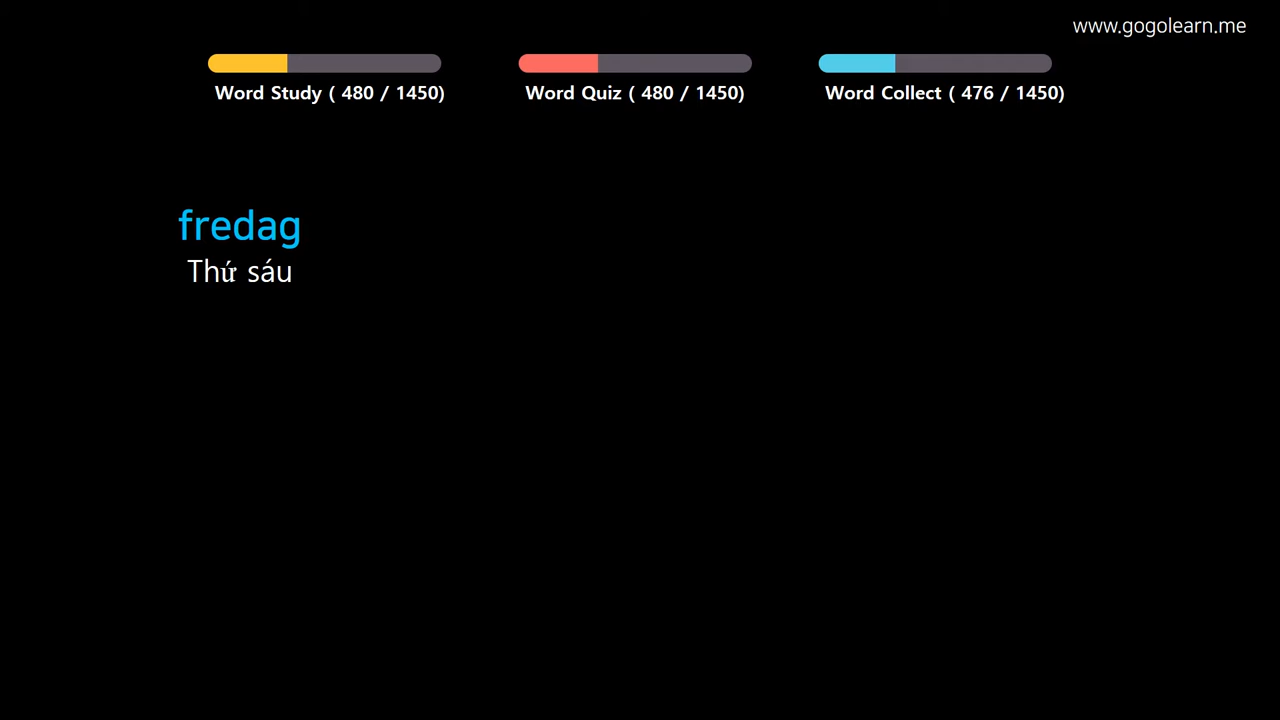 www.gogolearn.me
Word Study ( 480 / 1450)
Word Quiz ( 480 / 1450)
Word Collect ( 476 / 1450)
fredag
Thứ sáu